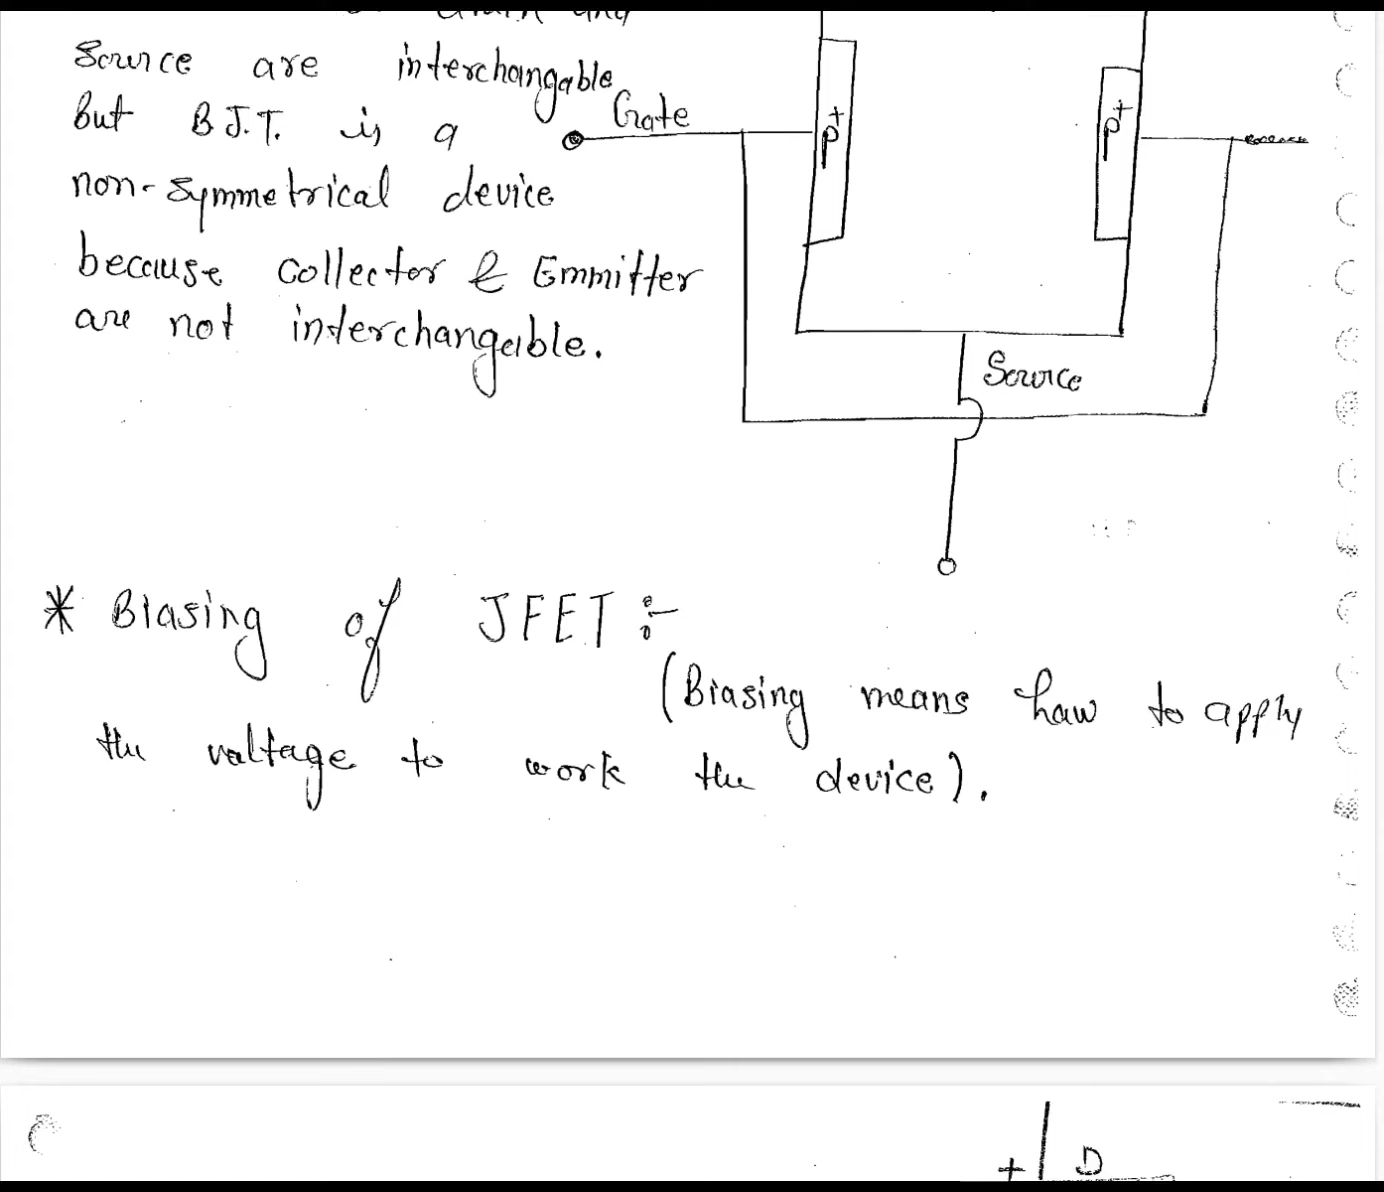 Source are interchangable
but B.J.T. is a
non-symmetrical device
because collector & Emmitter
are not interchangable.
Gate
p+
p+
Source
* Biasing of JFET :-
(Biasing means how to apply
the voltage to work the device).
+ D